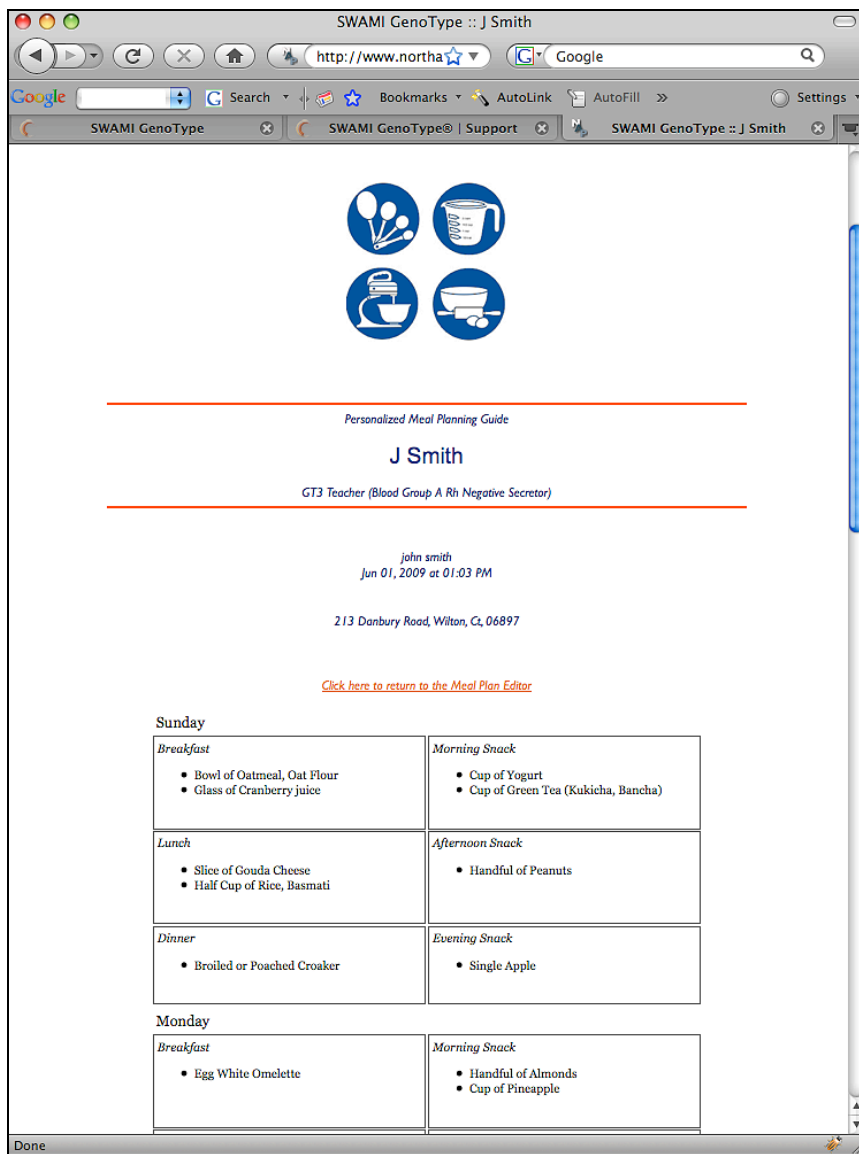 SWAMI GenoType :: J Smith
http://www.northa
Google
Google
Search
Bookmarks
AutoLink
AutoFill
»
Settings
SWAMI GenoType
SWAMI GenoType® | Support
SWAMI GenoType :: J Smith
Personalized Meal Planning Guide
J Smith
GT3 Teacher (Blood Group A Rh Negative Secretor)
john smith
Jun 01, 2009 at 01:03 PM
213 Danbury Road, Wilton, Ct, 06897
Click here to return to the Meal Plan Editor
Sunday
Breakfast
• Bowl of Oatmeal, Oat Flour
• Glass of Cranberry juice
Morning Snack
• Cup of Yogurt
• Cup of Green Tea (Kukicha, Bancha)
Lunch
• Slice of Gouda Cheese
• Half Cup of Rice, Basmati
Afternoon Snack
• Handful of Peanuts
Dinner
• Broiled or Poached Croaker
Evening Snack
• Single Apple
Monday
Breakfast
• Egg White Omelette
Morning Snack
• Handful of Almonds
• Cup of Pineapple
Done